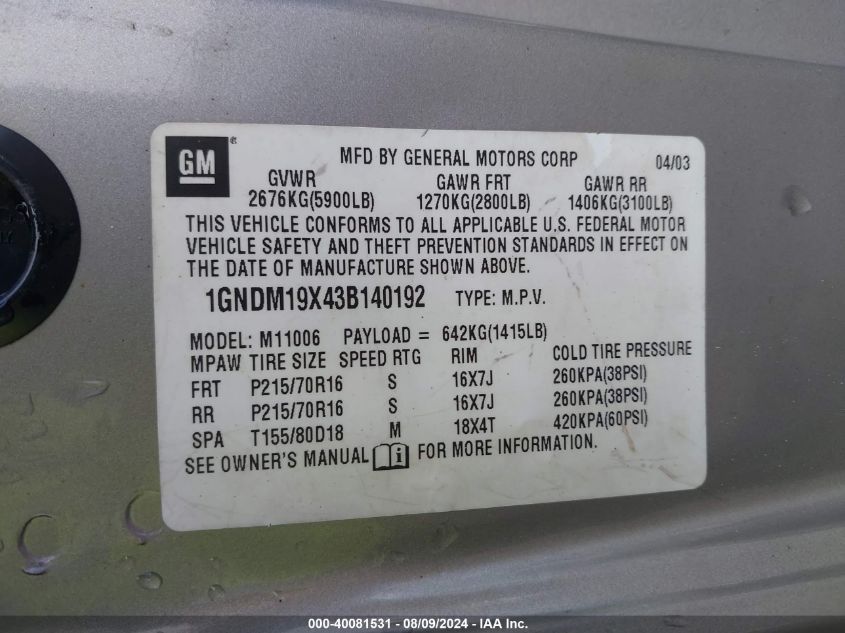 GM®
MFD BY GENERAL MOTORS CORP 04/03
GVWR GAWR FRT GAWR RR
2676KG(5900LB) 1270KG(2800LB) 1406KG(3100LB)
THIS VEHICLE CONFORMS TO ALL APPLICABLE U.S. FEDERAL MOTOR
VEHICLE SAFETY AND THEFT PREVENTION STANDARDS IN EFFECT ON
THE DATE OF MANUFACTURE SHOWN ABOVE.
1GNDM19X43B140192 TYPE: M.P.V.
MODEL: M11006 PAYLOAD = 642KG(1415LB)
MPAW TIRE SIZE SPEED RTG RIM COLD TIRE PRESSURE
FRT P215/70R16 S 16X7J 260KPA(38PSI)
RR P215/70R16 S 16X7J 260KPA(38PSI)
SPA T155/80D18 M 18X4T 420KPA(60PSI)
SEE OWNER'S MANUAL i FOR MORE INFORMATION.
000-40081531 - 08/09/2024 - IAA Inc.